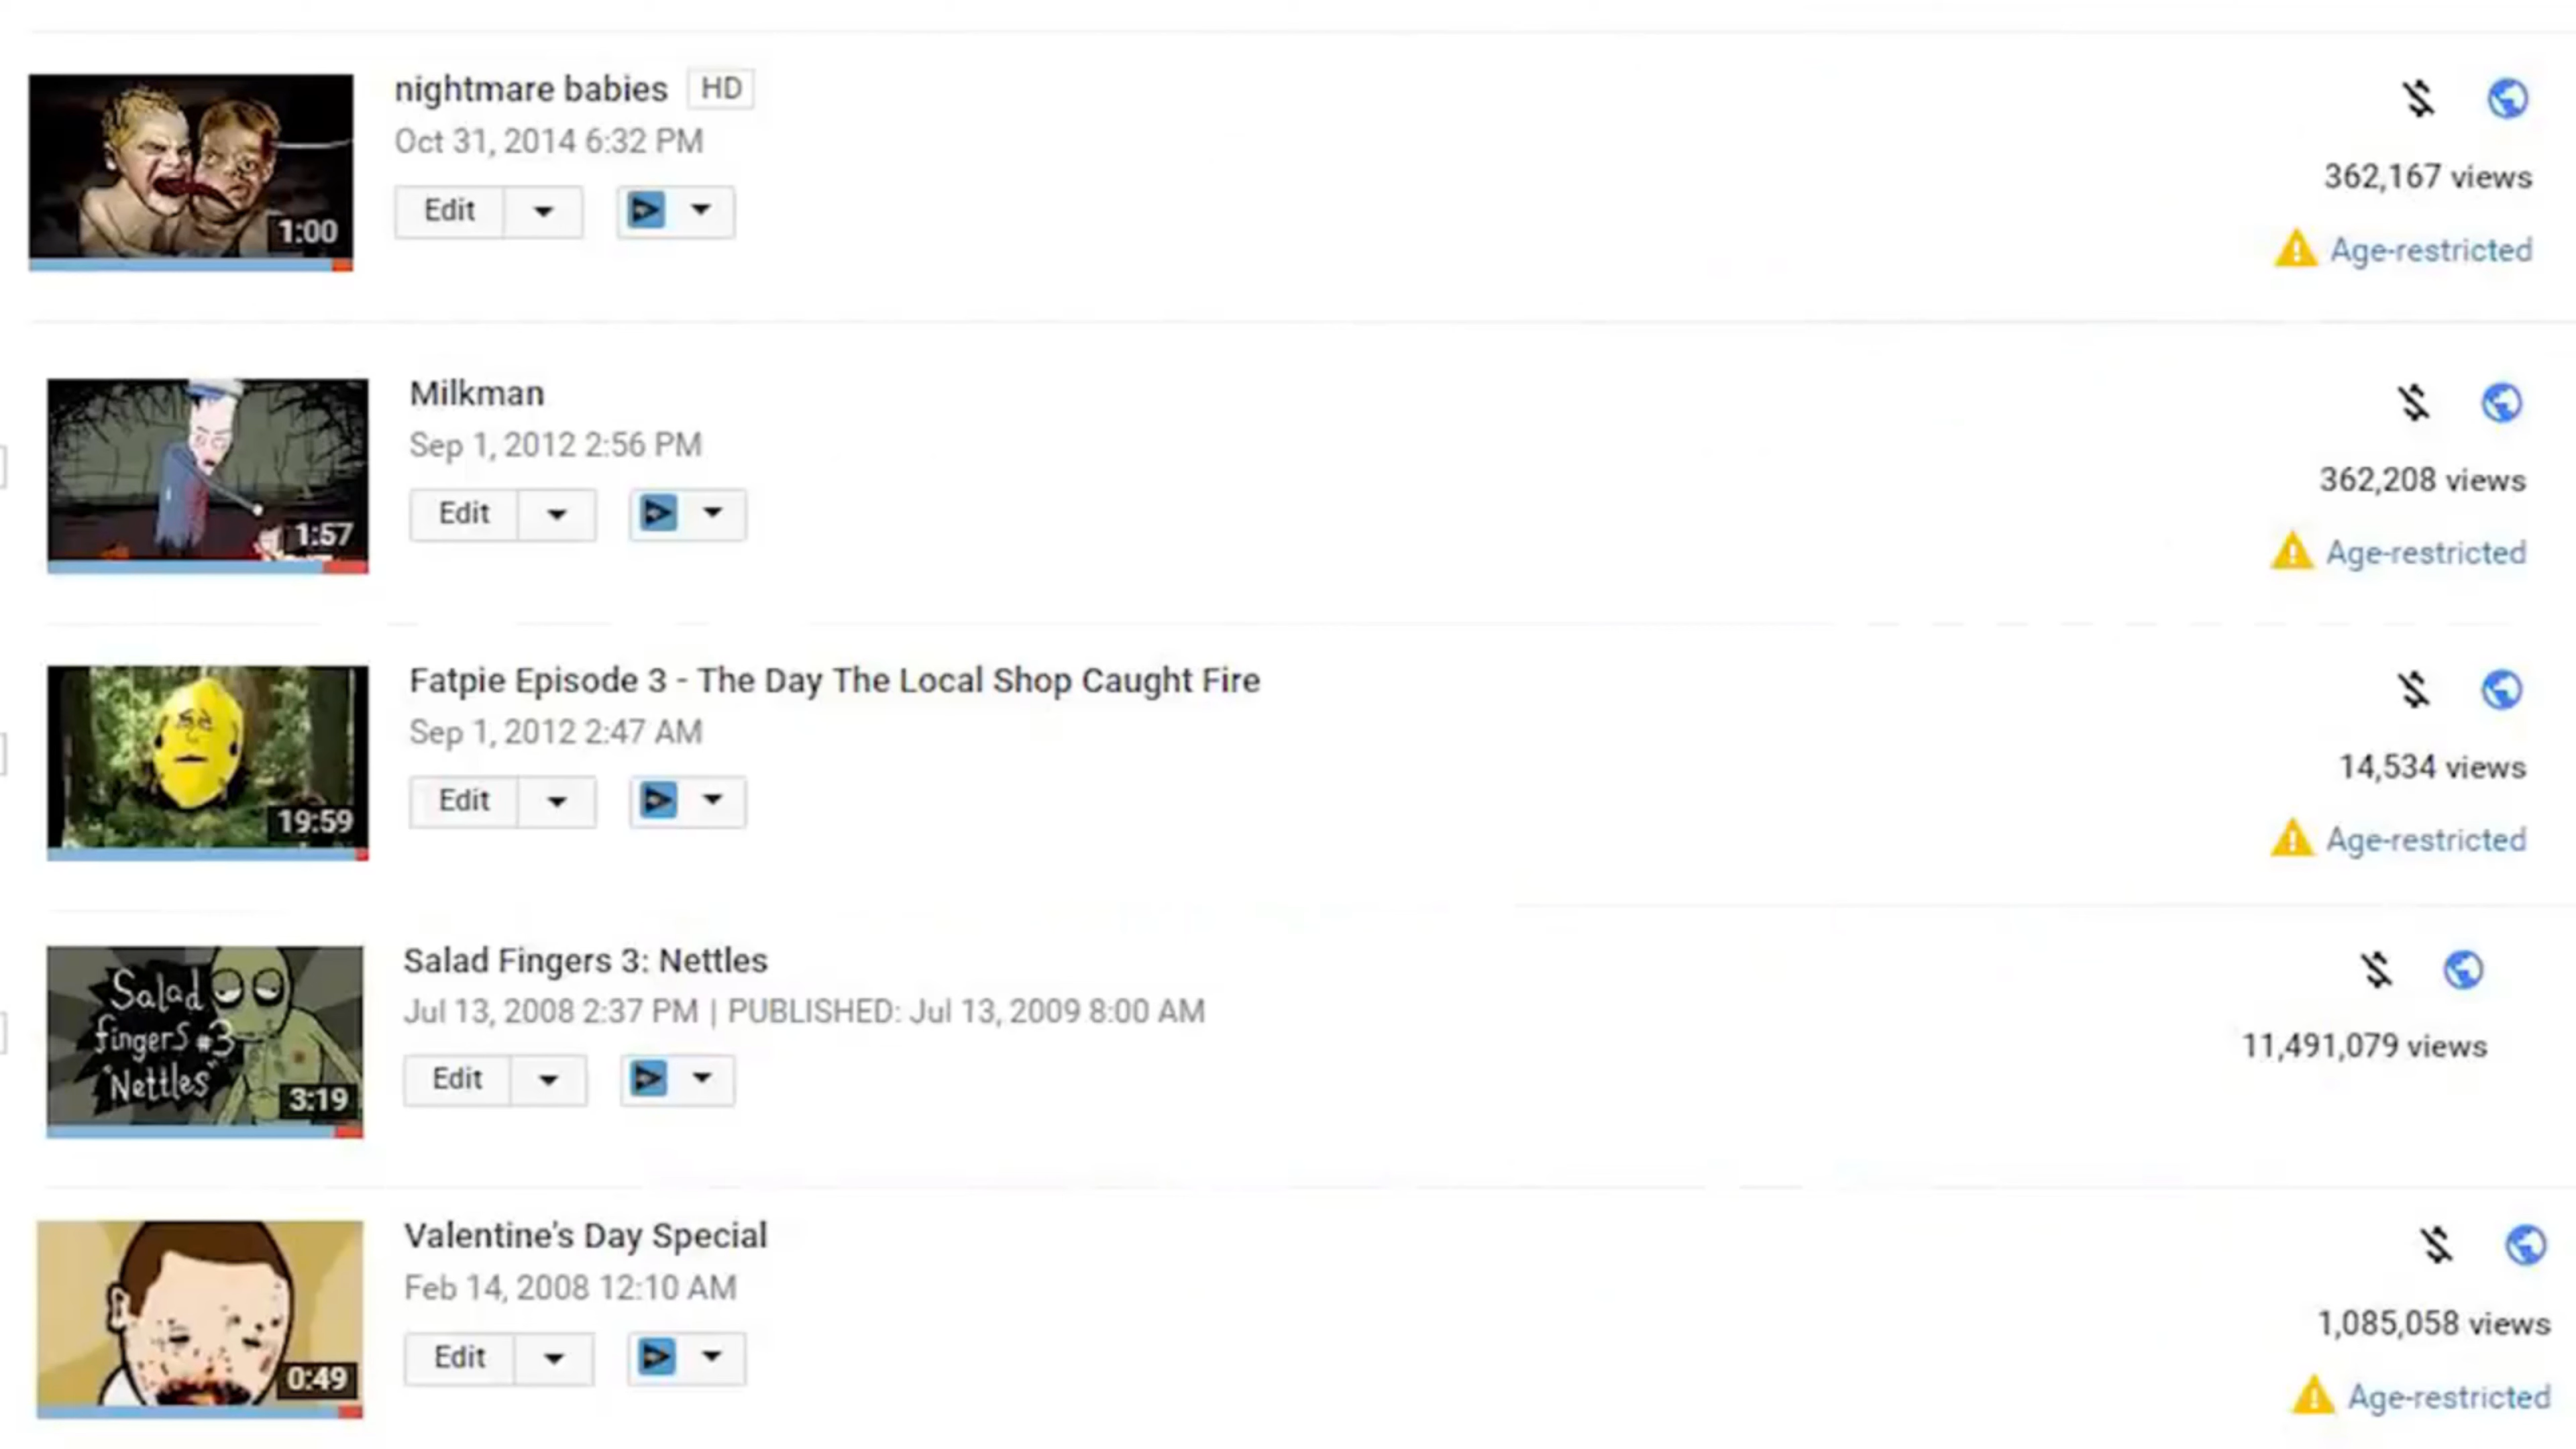 nightmare babies HD
Oct 31, 2014 6:32 PM
Edit
1:00
362,167 views
Age-restricted
Milkman
Sep 1, 2012 2:56 PM
Edit
1:57
362,208 views
Age-restricted
Fatpie Episode 3 - The Day The Local Shop Caught Fire
Sep 1, 2012 2:47 AM
Edit
19:59
14,534 views
Age-restricted
Salad Fingers 3: Nettles
Jul 13, 2008 2:37 PM | PUBLISHED: Jul 13, 2009 8:00 AM
Edit
Salad
fingers #3
"Nettles"
3:19
11,491,079 views
Valentine's Day Special
Feb 14, 2008 12:10 AM
Edit
0:49
1,085,058 views
Age-restricted